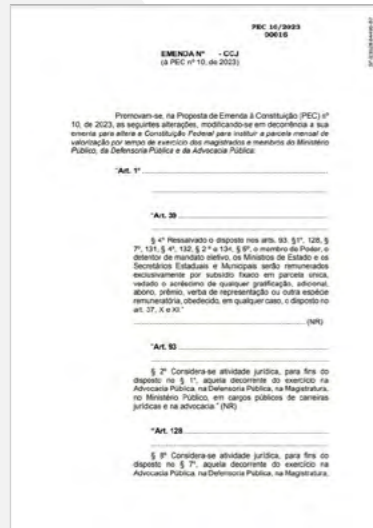 PEC 10/2023
00016
EMENDA Nº - CCJ
(à PEC nº 10, de 2023)
Promovam-se, na Proposta de Emenda à Constituição (PEC) nº
10, de 2023, as seguintes alterações, modificando-se em decorrência a sua
ementa para altera a Constituição Federal para instituir a parcela mensal de
valorização por tempo de exercício dos magistrados e membros do Ministério
Público, da Defensoria Pública e da Advocacia Pública:
"Art. 1º
"Art. 39
§ 4º Ressalvado o disposto nos arts. 93, §1º, 128, §
7º, 131, § 4º, 132, § 2º e 134, § 5º, o membro de Poder, o
detentor de mandato eletivo, os Ministros de Estado e os
Secretários Estaduais e Municipais serão remunerados
exclusivamente por subsídio fixado em parcela única,
vedado o acréscimo de qualquer gratificação, adicional,
abono, prêmio, verba de representação ou outra espécie
remuneratória, obedecido, em qualquer caso, o disposto no
art. 37, X e XI."
(NR)
"Art. 93
§ 2º Considera-se atividade jurídica, para fins do
disposto no § 1º, aquela decorrente do exercício na
Advocacia Pública, na Defensoria Pública, na Magistratura,
no Ministério Público, em cargos públicos de carreiras
jurídicas e na advocacia." (NR)
"Art. 128
§ 8º Considera-se atividade jurídica, para fins do
disposto no § 7º, aquela decorrente do exercício na
Advocacia Pública, na Defensoria Pública, na Magistratura,